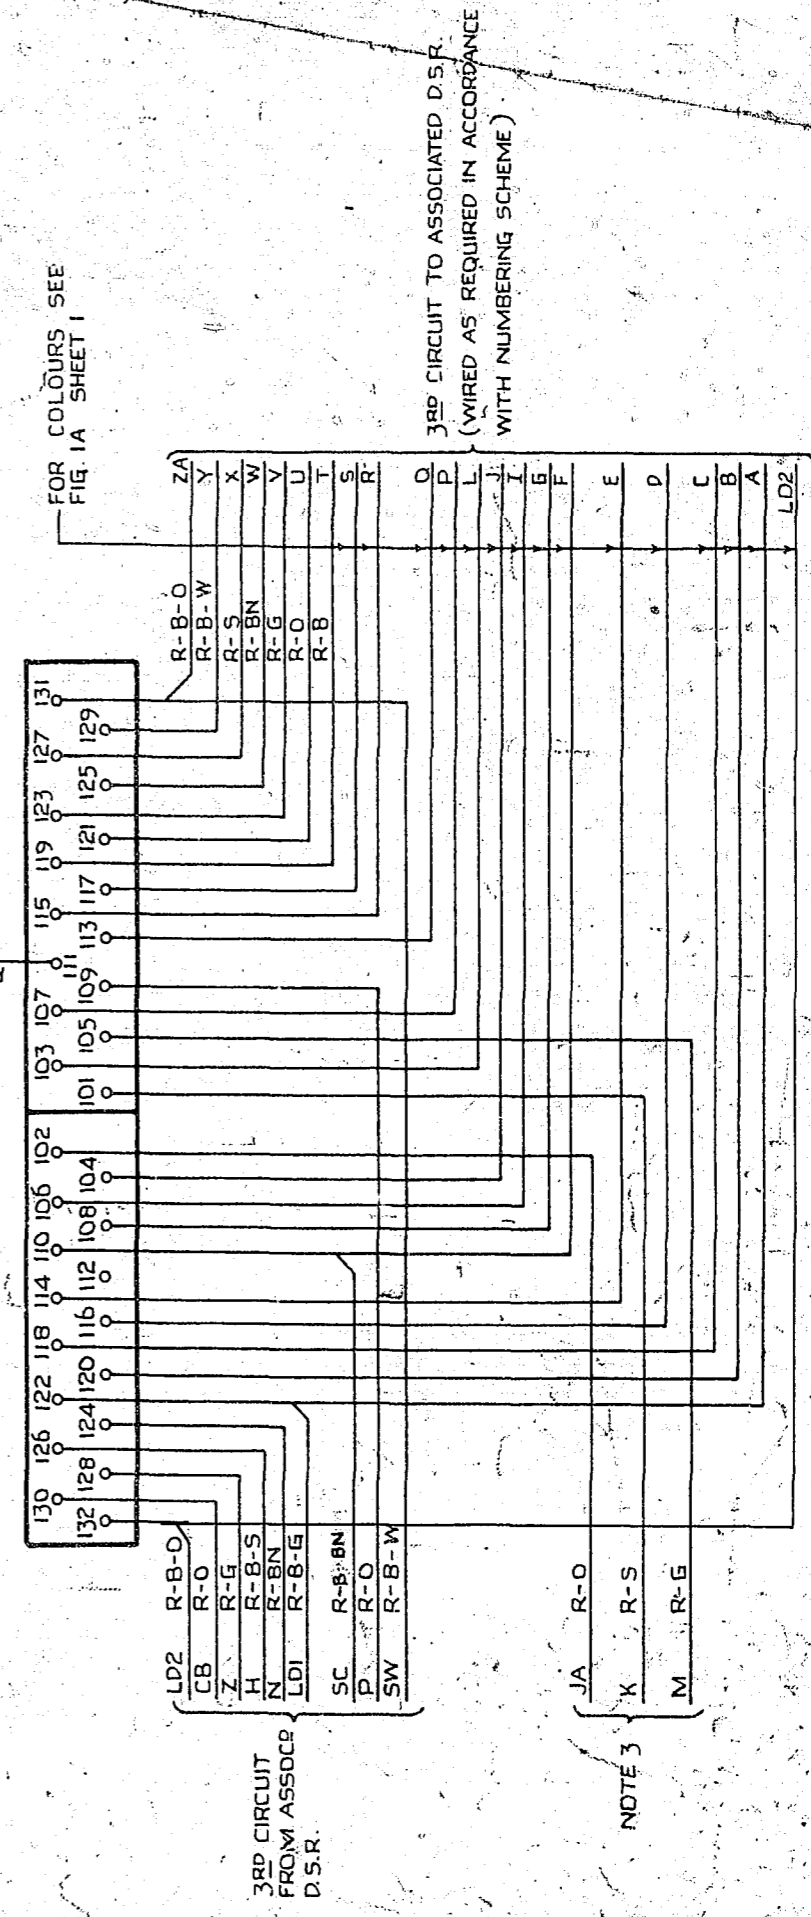 FOR COLOURS SEE
FIG. 1A SHEET 1
130 126 122 118 114 110 106 102 103 107 111 115 119 123 127 131
132 128 124 120 116 112 108 104 101 105 109 113 117 121 125 129
3RD CIRCUIT
FROM ASSOCD
D.S.R.
LD2 R-B-O
CB R-O
Z R-G
H R-B-S
N R-BN
LD1 R-B-G
SC R-B-BN
P R-O
SW R-B-W
NOTE 3
JA R-O
K R-S
M R-G
R-B-O ZA
R-B-W Y
R-S X
R-BN W
R-G V
R-O U
R-B T
S
R
Q
P
L
J
I
G
F
E
D
C
B
A
LD2
3RD CIRCUIT TO ASSOCIATED D.S.R.
(WIRED AS REQUIRED IN ACCORDANCE
WITH NUMBERING SCHEME).